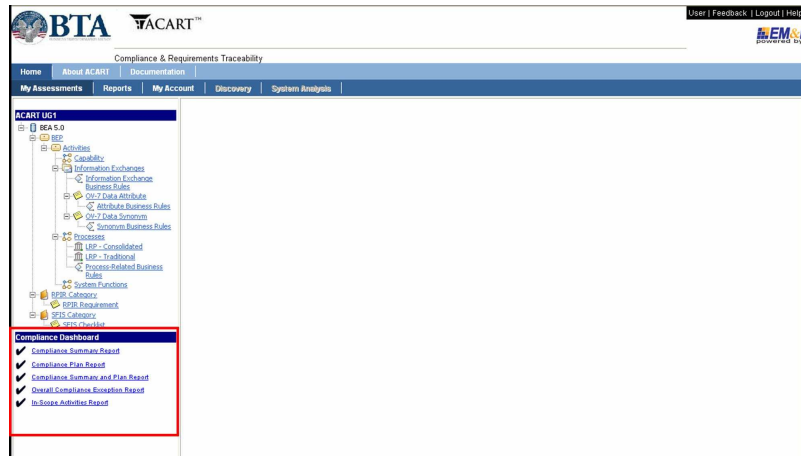 User | Feedback | Logout | Help
BTA
TACART™
EM&
powered by
Compliance & Requirements Traceability
Home | About ACART | Documentation
My Assessments | Reports | My Account | Discovery | System Analysis
ACART UG1
BEA 5.0
BEP
Activities
Capability
Information Exchanges
Information Exchange
Business Rules
OV-7 Data Attribute
Attribute Business Rules
OV-7 Data Synonym
Synonym Business Rules
Processes
LRP - Consolidated
LRP - Traditional
Process-Related Business
Rules
System Functions
RPIR Category
RPIR Requirement
SFIS Category
SFIS Checklist
Compliance Dashboard
Compliance Summary Report
Compliance Plan Report
Compliance Summary and Plan Report
Overall Compliance Exception Report
In-Scope Activities Report